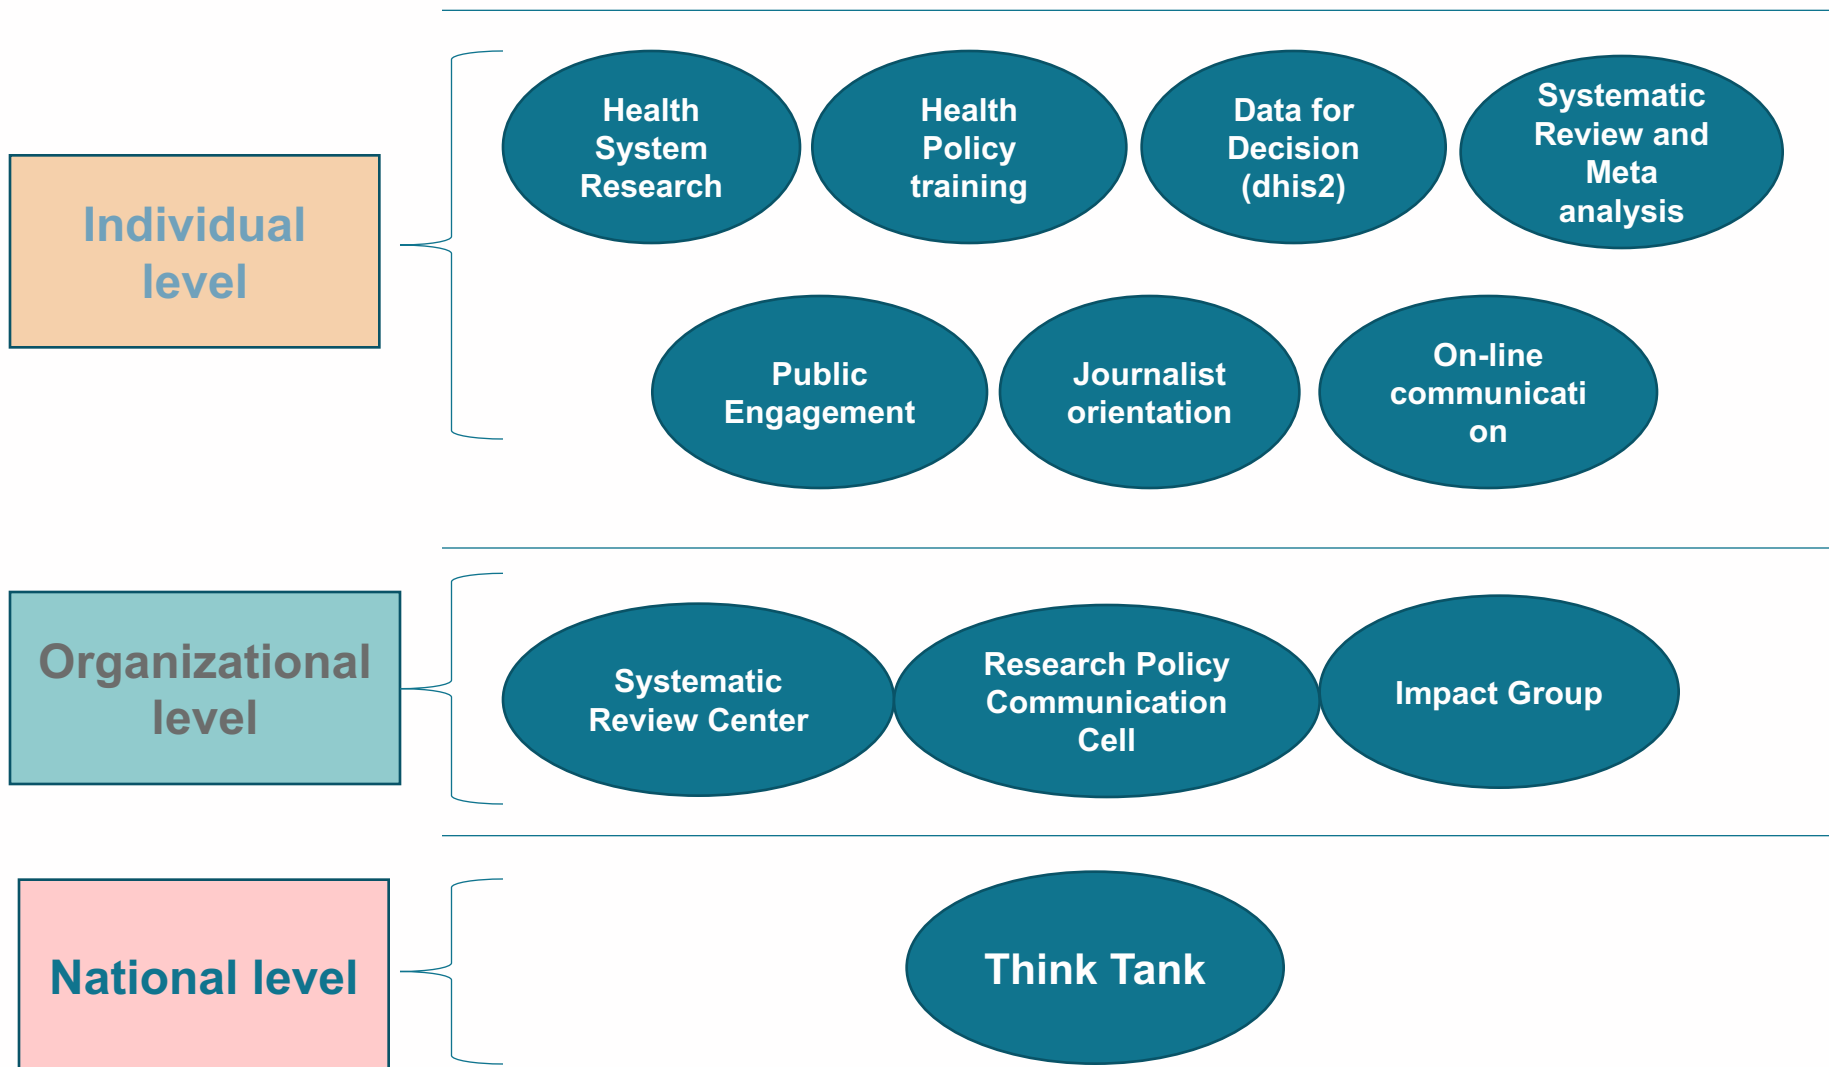 Individual
level
Health
System
Research
Health
Policy
training
Data for
Decision
(dhis2)
Systematic
Review and
Meta
analysis
Public
Engagement
Journalist
orientation
On-line
communicati
on
Organizational
level
Systematic
Review Center
Research Policy
Communication
Cell
Impact Group
National level
Think Tank